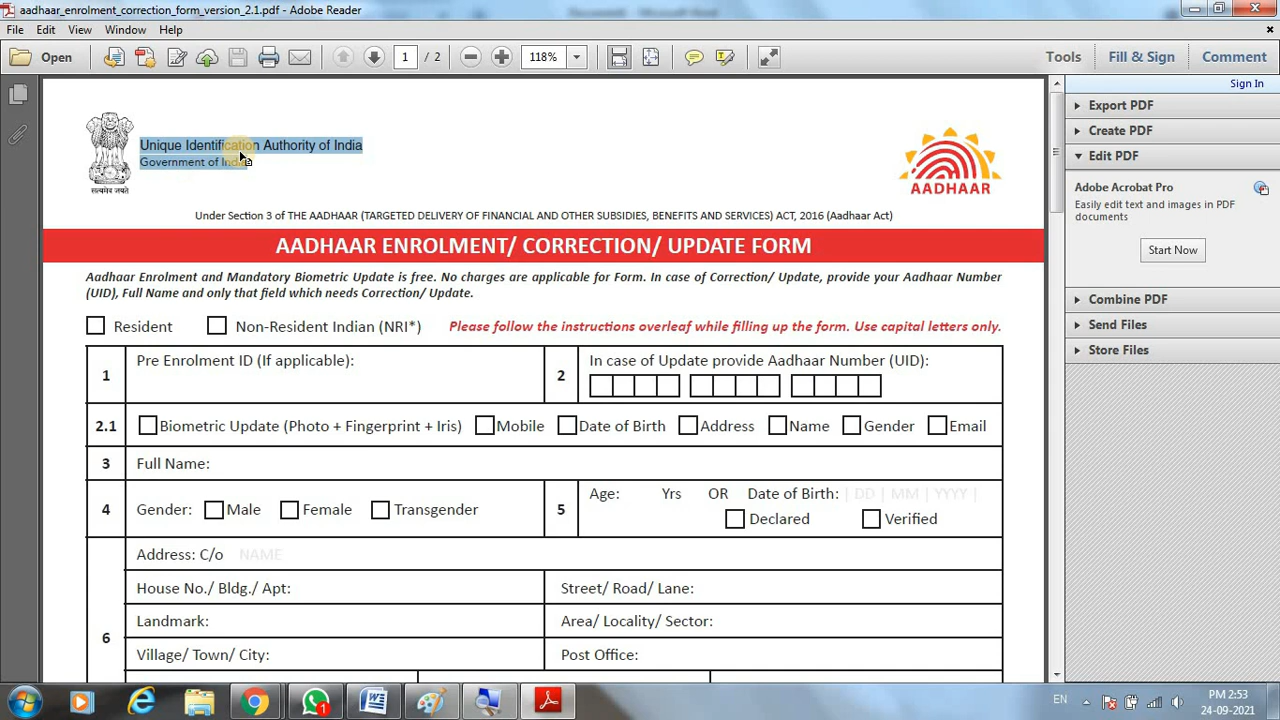 aadhaar_enrolment_correction_form_version_2.1.pdf - Adobe Reader
File Edit View Window Help
Open 1 / 2 118% Tools Fill & Sign Comment
Sign In
Export PDF
Create PDF
Edit PDF
Adobe Acrobat Pro
Easily edit text and images in PDF
documents
Start Now
Combine PDF
Send Files
Store Files
Unique Identification Authority of India
Government of India
सत्यमेव जयते
AADHAAR
Under Section 3 of THE AADHAAR (TARGETED DELIVERY OF FINANCIAL AND OTHER SUBSIDIES, BENEFITS AND SERVICES) ACT, 2016 (Aadhaar Act)
AADHAAR ENROLMENT/ CORRECTION/ UPDATE FORM
Aadhaar Enrolment and Mandatory Biometric Update is free. No charges are applicable for Form. In case of Correction/ Update, provide your Aadhaar Number
(UID), Full Name and only that field which needs Correction/ Update.
Resident Non-Resident Indian (NRI*) Please follow the instructions overleaf while filling up the form. Use capital letters only.
1 Pre Enrolment ID (If applicable): 2 In case of Update provide Aadhaar Number (UID):
2.1 Biometric Update (Photo + Fingerprint + Iris) Mobile Date of Birth Address Name Gender Email
3 Full Name:
4 Gender: Male Female Transgender 5 Age: Yrs OR Date of Birth: | DD | MM | YYYY |
Declared Verified
6 Address: C/o NAME
House No./ Bldg./ Apt: Street/ Road/ Lane:
Landmark: Area/ Locality/ Sector:
Village/ Town/ City: Post Office:
1
EN
PM 2:53
24-09-2021